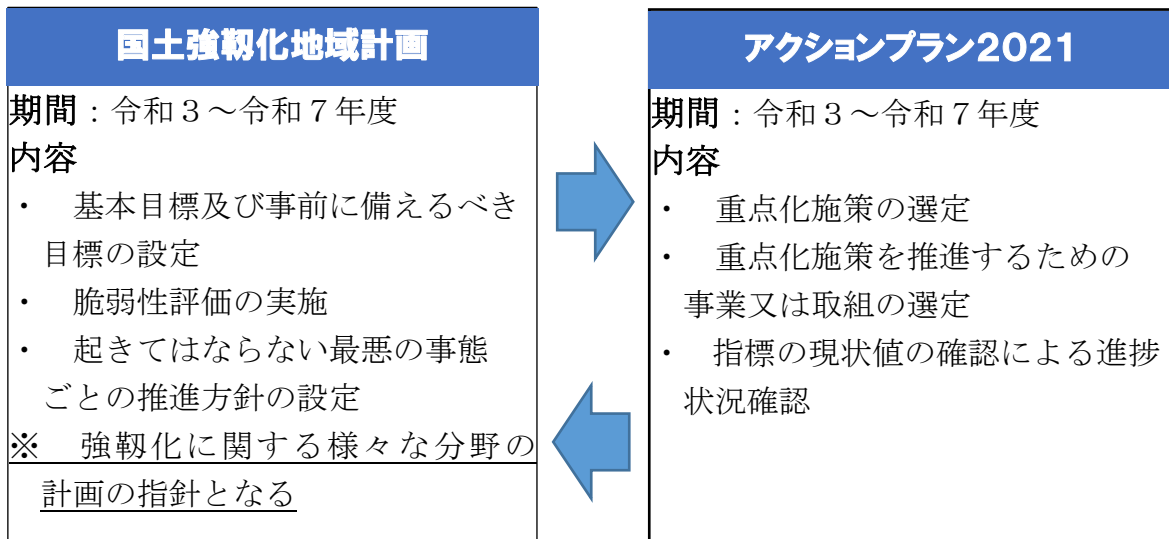 国土強靱化地域計画
期間：令和３～令和７年度
内容
・　基本目標及び事前に備えるべき
目標の設定
・　脆弱性評価の実施
・　起きてはならない最悪の事態
ごとの推進方針の設定
※　強靱化に関する様々な分野の
計画の指針となる
アクションプラン2021
期間：令和３～令和７年度
内容
・　重点化施策の選定
・　重点化施策を推進するための
事業又は取組の選定
・　指標の現状値の確認による進捗
状況確認